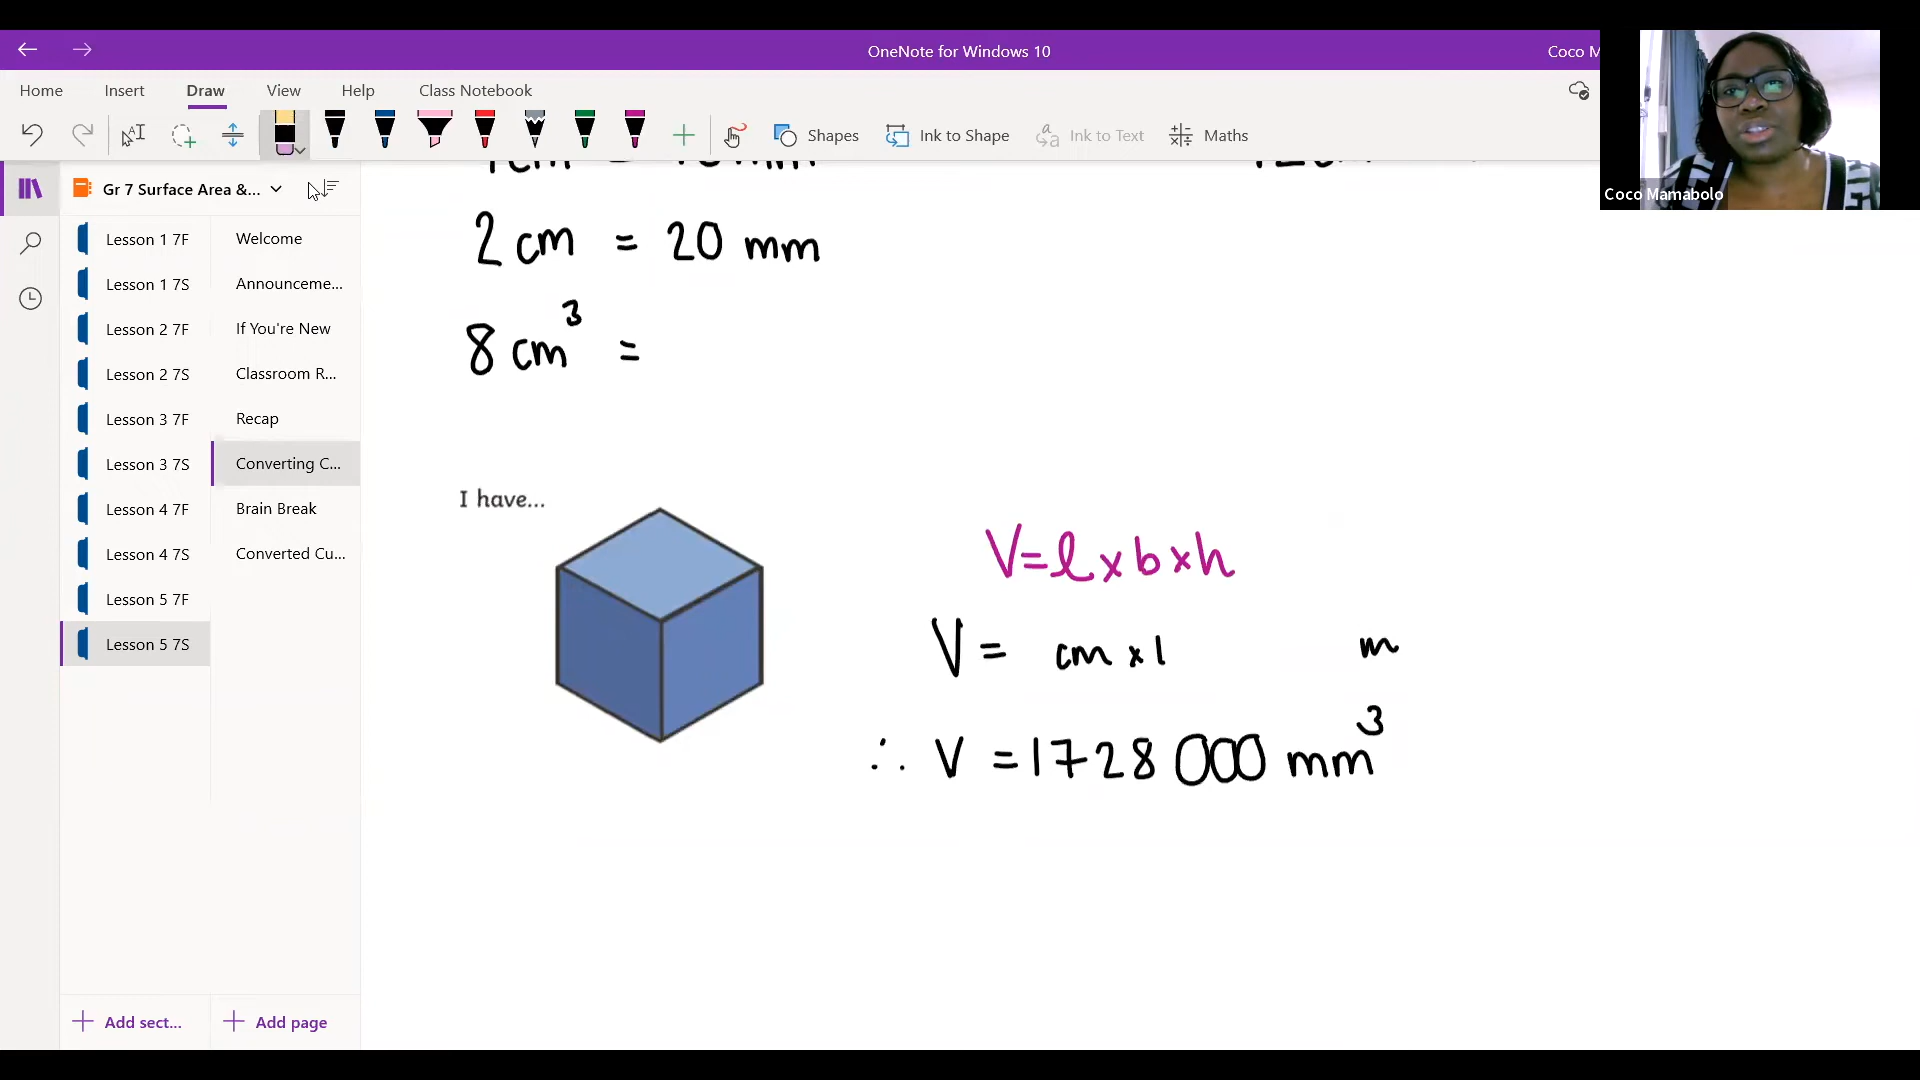 OneNote for Windows 10
Coco M
Home Insert Draw View Help Class Notebook
Shapes Ink to Shape Ink to Text Maths
Coco Mamabolo
Gr 7 Surface Area &...
Lesson 1 7F
Lesson 1 7S
Lesson 2 7F
Lesson 2 7S
Lesson 3 7F
Lesson 3 7S
Lesson 4 7F
Lesson 4 7S
Lesson 5 7F
Lesson 5 7S
Add sect...
Welcome
Announceme...
If You're New
Classroom R...
Recap
Converting C...
Brain Break
Converted Cu...
Add page
2 cm = 20 mm
8 cm³ =
I have...
V=l×b×h
V = cm × 1 m
∴ V = 1728 000 mm³